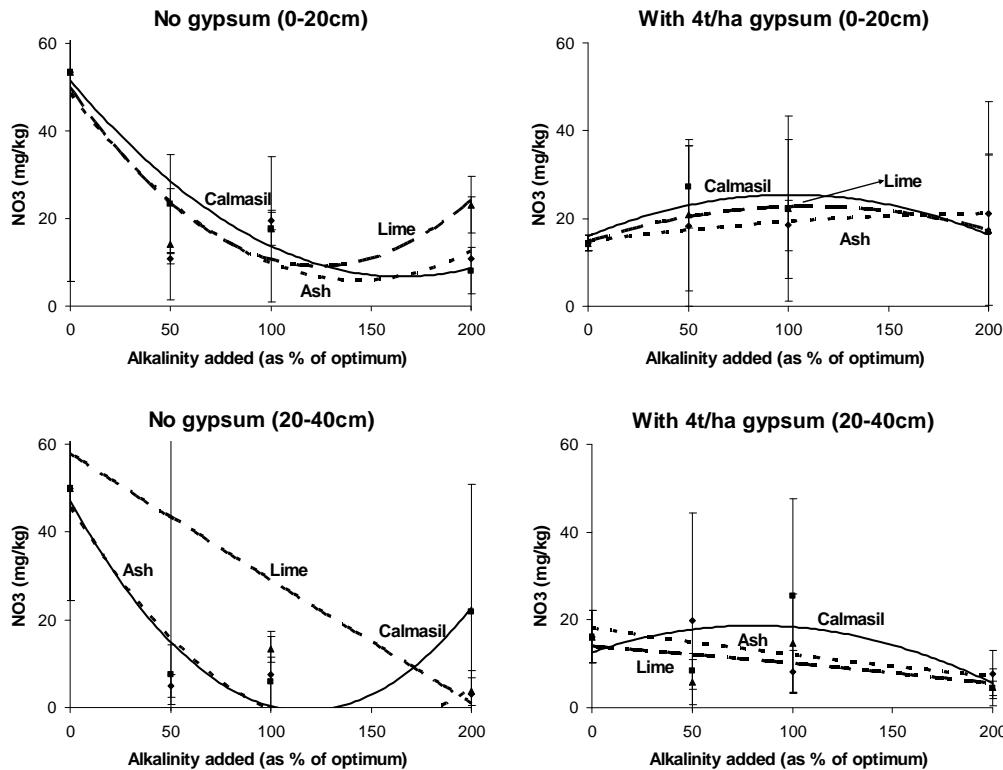 No gypsum (0-20cm)
60
40
20
0
NO3 (mg/kg)
Calmasil
Lime
Ash
0 50 100 150 200
Alkalinity added (as % of optimum)
With 4t/ha gypsum (0-20cm)
60
40
20
0
NO3 (mg/kg)
Calmasil
Lime
Ash
0 50 100 150 200
Alkalinity added (as % of optimum)
No gypsum (20-40cm)
60
40
20
0
NO3 (mg/kg)
Ash
Lime
Calmasil
0 50 100 150 200
Alkalinity added (as % of optimum)
With 4t/ha gypsum (20-40cm)
60
40
20
0
NO3 (mg/kg)
Calmasil
Ash
Lime
0 50 100 150 200
Alkalinity added (as % of optimum)